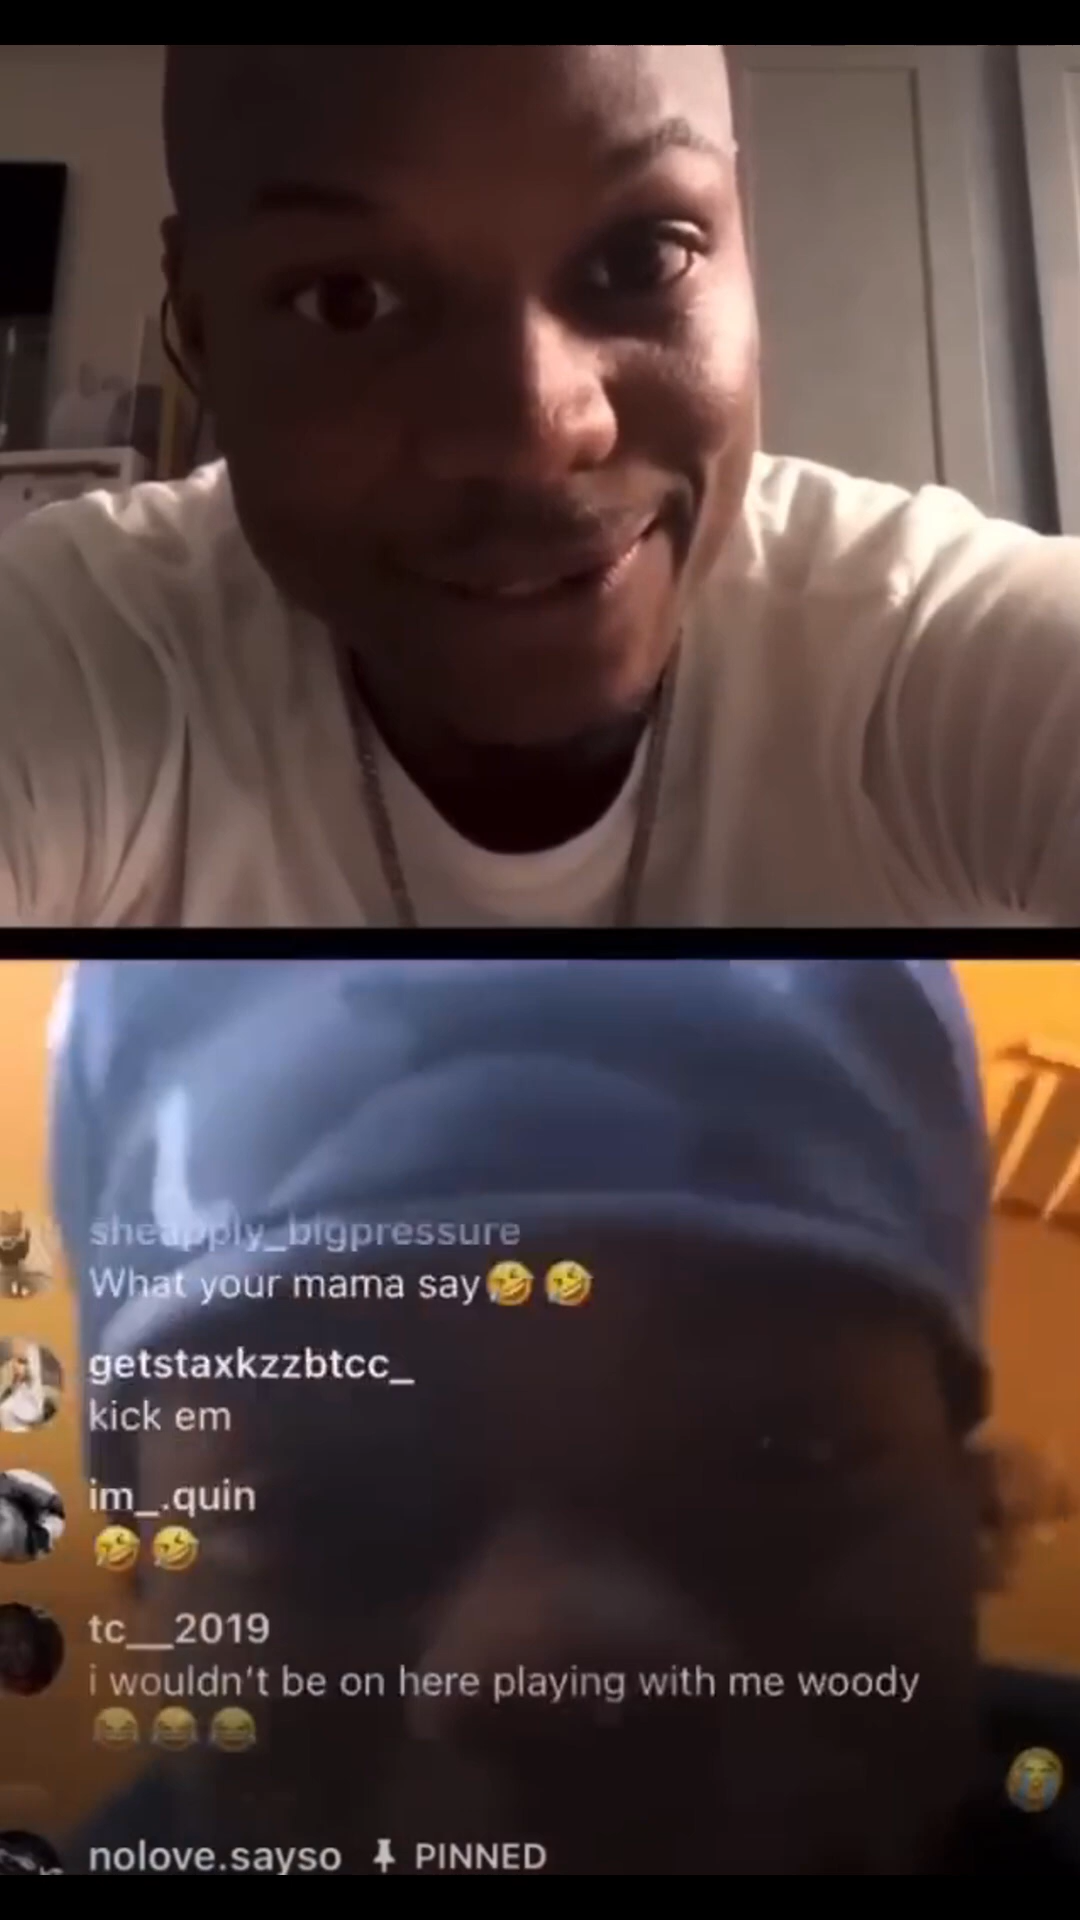 sheapply_bigpressure
What your mama say🤣 🤣
getstaxkzzbtcc_
kick em
im_.quin
🤣 🤣
tc__2019
i wouldn't be on here playing with me woody
😂 😂 😂
nolove.sayso 📌 PINNED